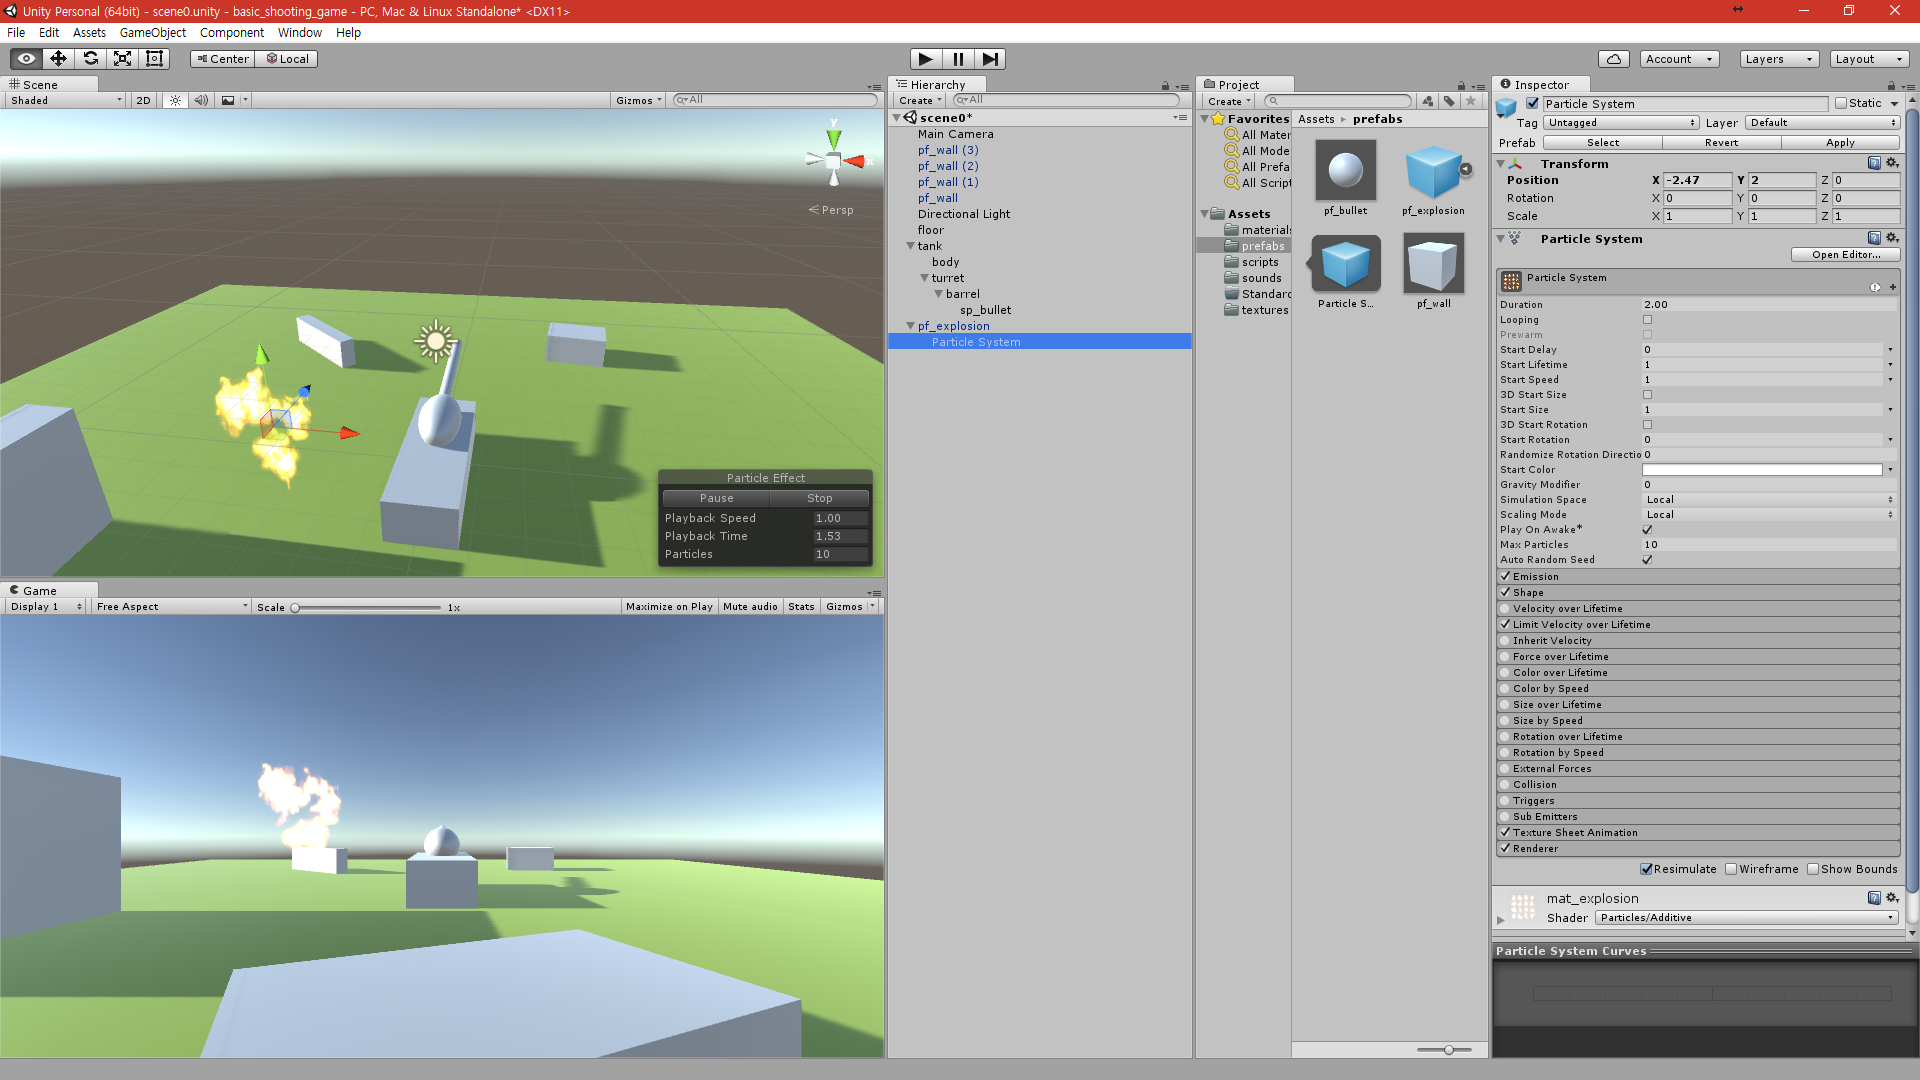 Unity Personal (64bit) - scene0.unity - basic_shooting_game - PC, Mac & Linux Standalone* <DX11>
File Edit Assets GameObject Component Window Help
Center Local
Account Layers Layout
Scene
Shaded 2D Gizmos All
y
x
Persp
Particle Effect
Pause Stop
Playback Speed 1.00
Playback Time 1.53
Particles 10
Game
Display 1 Free Aspect Scale 1x Maximize on Play Mute audio Stats Gizmos
Hierarchy
Create All
scene0*
Main Camera
pf_wall (3)
pf_wall (2)
pf_wall (1)
pf_wall
Directional Light
floor
tank
body
turret
barrel
sp_bullet
pf_explosion
Particle System
Project
Create
Favorites
All Mater
All Mode
All Prefa
All Script
Assets
materials
prefabs
scripts
sounds
Standard
textures
Assets prefabs
pf_bullet
pf_explosion
Particle S...
pf_wall
Inspector
Particle System Static
Tag Untagged Layer Default
Prefab Select Revert Apply
Transform
Position X -2.47 Y 2 Z 0
Rotation X 0 Y 0 Z 0
Scale X 1 Y 1 Z 1
Particle System
Open Editor...
Particle System
Duration 2.00
Looping
Prewarm
Start Delay 0
Start Lifetime 1
Start Speed 1
3D Start Size
Start Size 1
3D Start Rotation
Start Rotation 0
Randomize Rotation Directio 0
Start Color
Gravity Modifier 0
Simulation Space Local
Scaling Mode Local
Play On Awake*
Max Particles 10
Auto Random Seed
Emission
Shape
Velocity over Lifetime
Limit Velocity over Lifetime
Inherit Velocity
Force over Lifetime
Color over Lifetime
Color by Speed
Size over Lifetime
Size by Speed
Rotation over Lifetime
Rotation by Speed
External Forces
Collision
Triggers
Sub Emitters
Texture Sheet Animation
Renderer
Resimulate Wireframe Show Bounds
mat_explosion
Shader Particles/Additive
Particle System Curves